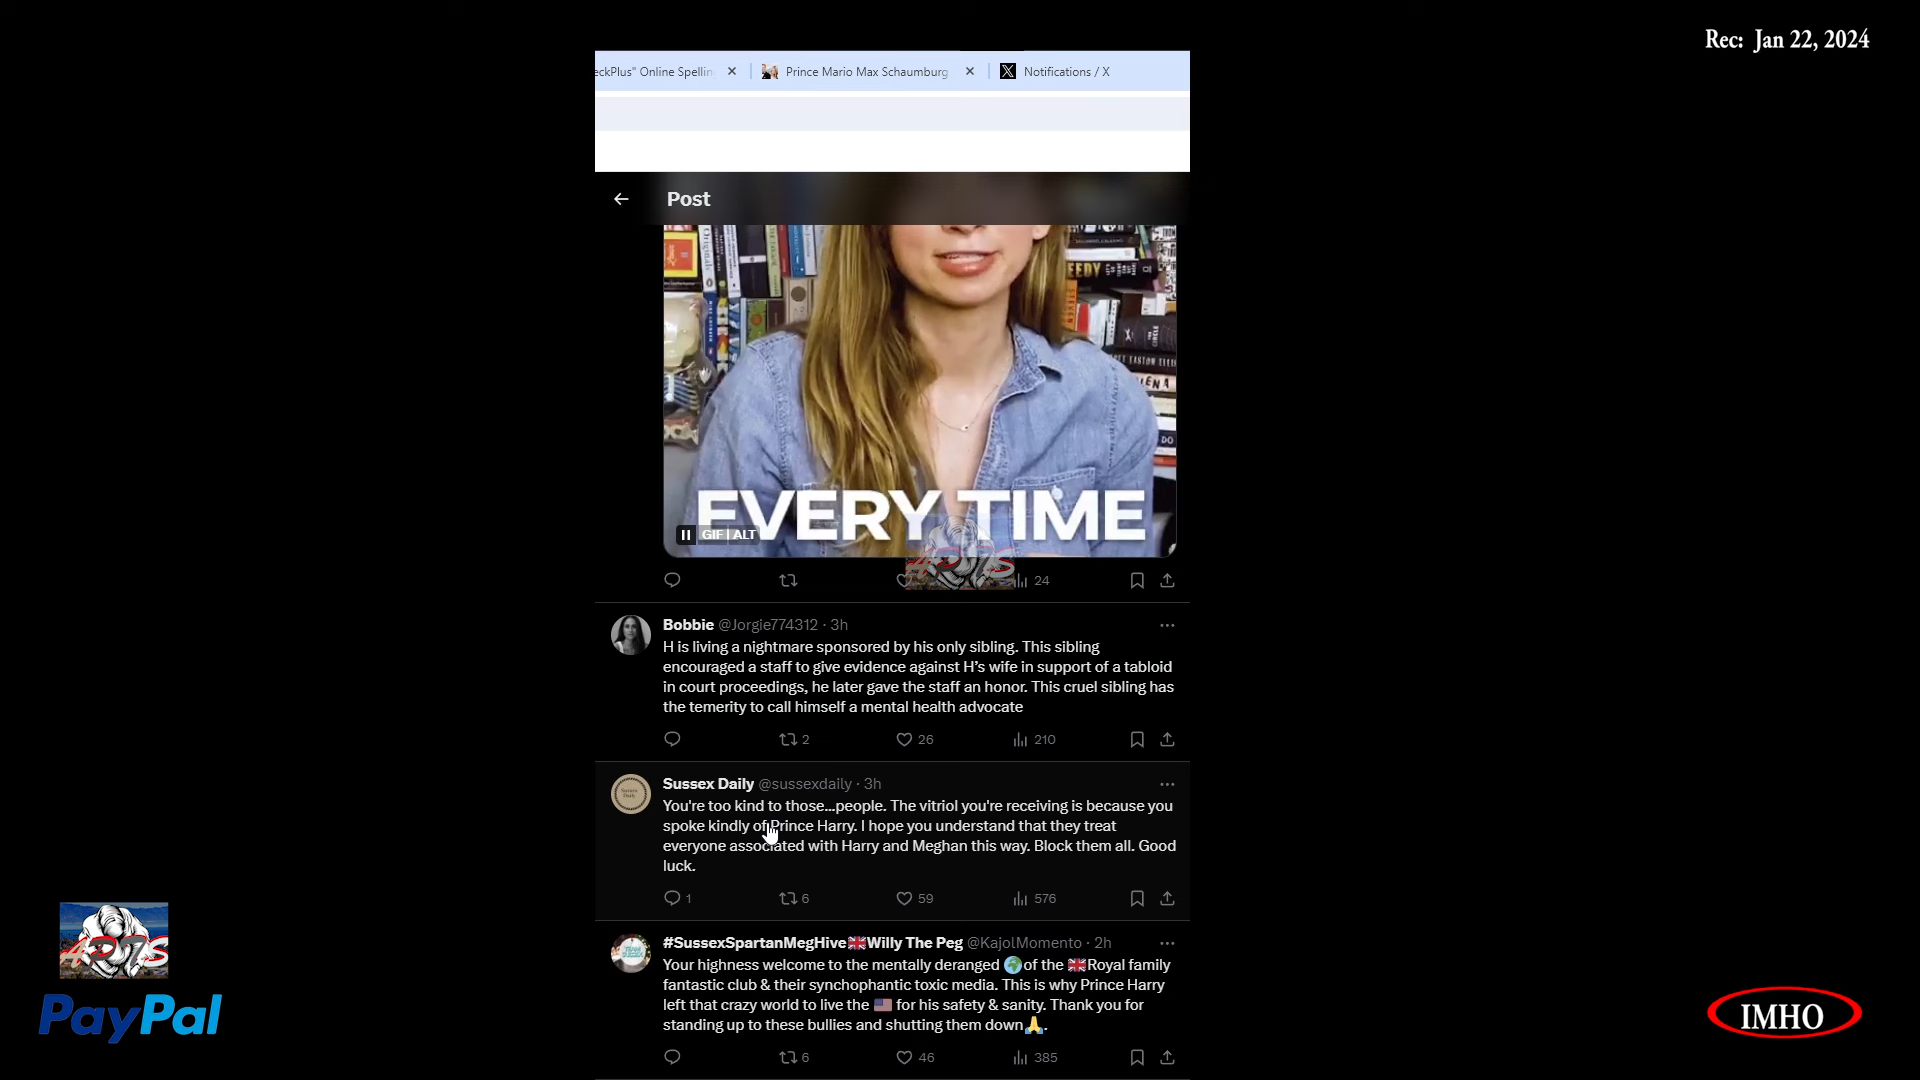 Rec: Jan 22, 2024
eckPlus" Online Spellin
Prince Mario Max Schaumburg
Notifications / X
Post
EVERY TIME
GIF ALT
24
Bobbie @Jorgie774312 · 3h
H is living a nightmare sponsored by his only sibling. This sibling
encouraged a staff to give evidence against H’s wife in support of a tabloid
in court proceedings, he later gave the staff an honor. This cruel sibling has
the temerity to call himself a mental health advocate
2 26 210
Sussex Daily @sussexdaily · 3h
You're too kind to those...people. The vitriol you're receiving is because you
spoke kindly of Prince Harry. I hope you understand that they treat
everyone associated with Harry and Meghan this way. Block them all. Good
luck.
1 6 59 576
#SussexSpartanMegHive🇬🇧Willy The Peg @KajolMomento · 2h
Your highness welcome to the mentally deranged 🌍of the 🇬🇧Royal family
fantastic club & their synchophantic toxic media. This is why Prince Harry
left that crazy world to live the 🇺🇸 for his safety & sanity. Thank you for
standing up to these bullies and shutting them down🙏.
6 46 385
PayPal
IMHO